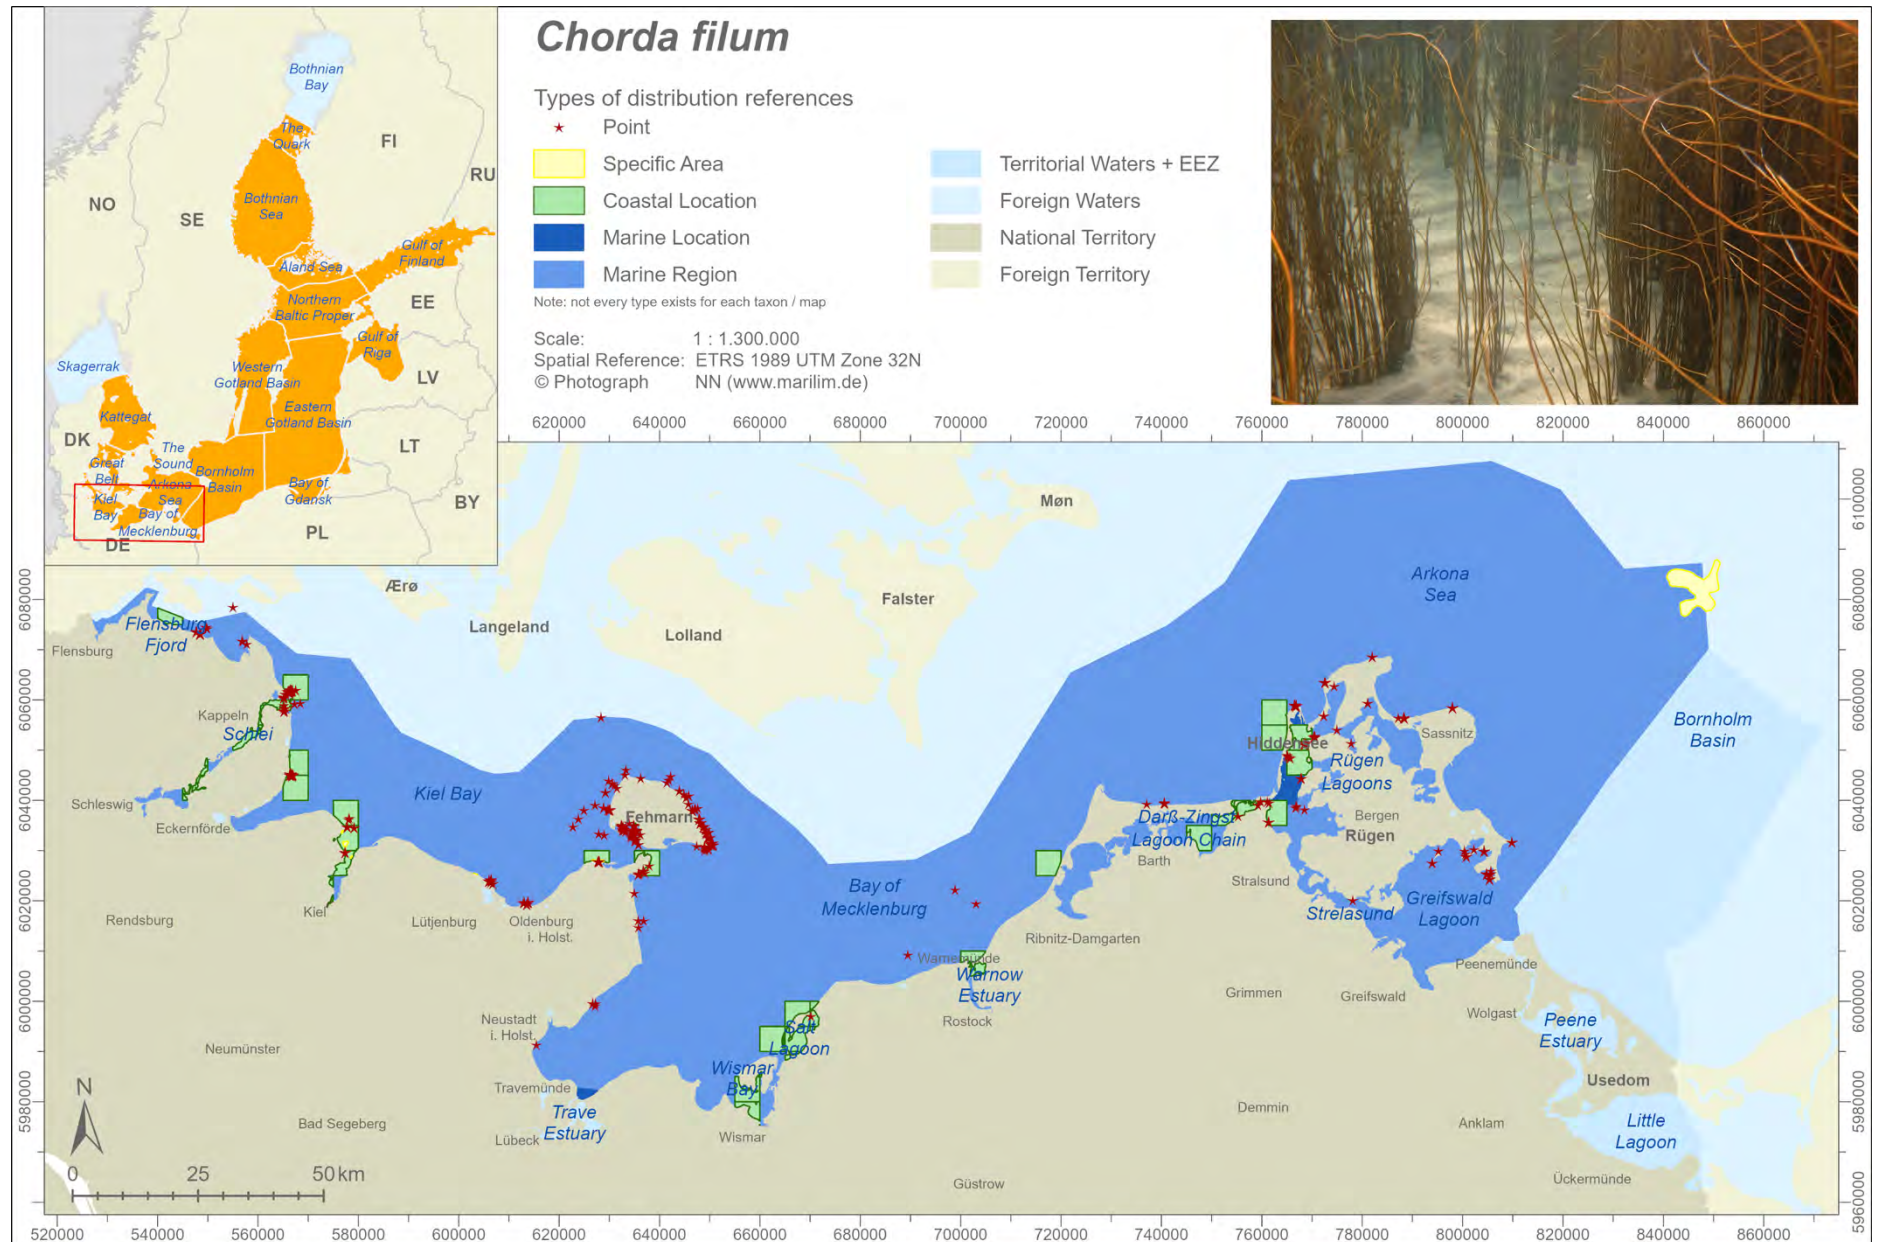 Chorda filum
Types of distribution references
Point
Specific Area
Coastal Location
Marine Location
Marine Region
Territorial Waters + EEZ
Foreign Waters
National Territory
Foreign Territory
Note: not every type exists for each taxon / map
Scale: 1 : 1.300.000
Spatial Reference: ETRS 1989 UTM Zone 32N
© Photograph NN (www.marilim.de)
Bothnian
Bay
The
Quark
FI
RU
NO
SE
Bothnian
Sea
Gulf of
Finland
Åland Sea
Northern
Baltic Proper
EE
Gulf of
Riga
Skagerrak
Western
Gotland Basin
LV
Kattegat
Eastern
Gotland Basin
DK
The
Sound
LT
Great
Belt
Bornholm
Basin
Arkona
Sea
Bay of
Gdansk
Kiel
Bay
Bay of
Mecklenburg
BY
PL
DE
620000 640000 660000 680000 700000 720000 740000 760000 780000 800000 820000 840000 860000
6100000
6080000
6060000
6040000
6020000
6000000
5980000
5960000
6080000
6060000
6040000
6020000
6000000
5980000
5960000
Møn
Ærø
Langeland
Lolland
Falster
Arkona
Sea
Flensburg
Fjord
Flensburg
Kappeln
Schlei
Schleswig
Eckernförde
Kiel Bay
Fehmarn
Hiddensee
Sassnitz
Rügen
Lagoons
Bornholm
Basin
Darß-Zingst
Lagoon Chain
Bergen
Rügen
Barth
Stralsund
Strelasund
Greifswald
Lagoon
Bay of
Mecklenburg
Rendsburg
Kiel
Lütjenburg
Oldenburg
i. Holst.
Ribnitz-Damgarten
Warnemünde
Warnow
Estuary
Rostock
Peenemünde
Grimmen
Greifswald
Wolgast
Peene
Estuary
Neustadt
i. Holst.
Neumünster
Salt
Lagoon
Wismar
Bay
Usedom
Travemünde
Trave
Estuary
Bad Segeberg
Lübeck
Wismar
Demmin
Anklam
Little
Lagoon
Güstrow
Ückermünde
N
0 25 50 km
520000 540000 560000 580000 600000 620000 640000 660000 680000 700000 720000 740000 760000 780000 800000 820000 840000 860000